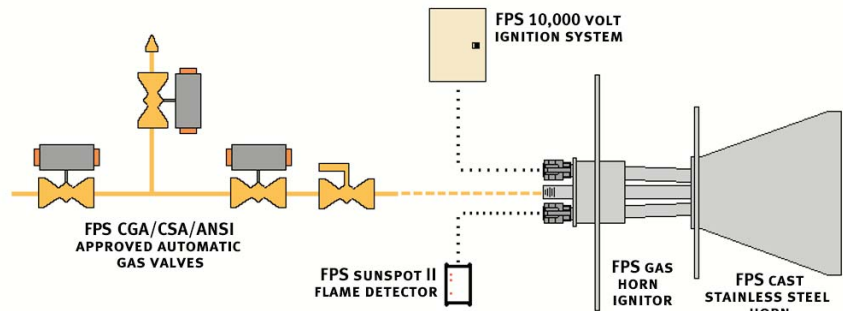 FPS 10,000 VOLT
IGNITION SYSTEM
FPS CGA/CSA/ANSI
APPROVED AUTOMATIC
GAS VALVES
FPS SUNSPOT II
FLAME DETECTOR
FPS GAS
HORN
IGNITOR
FPS CAST
STAINLESS STEEL
HORN